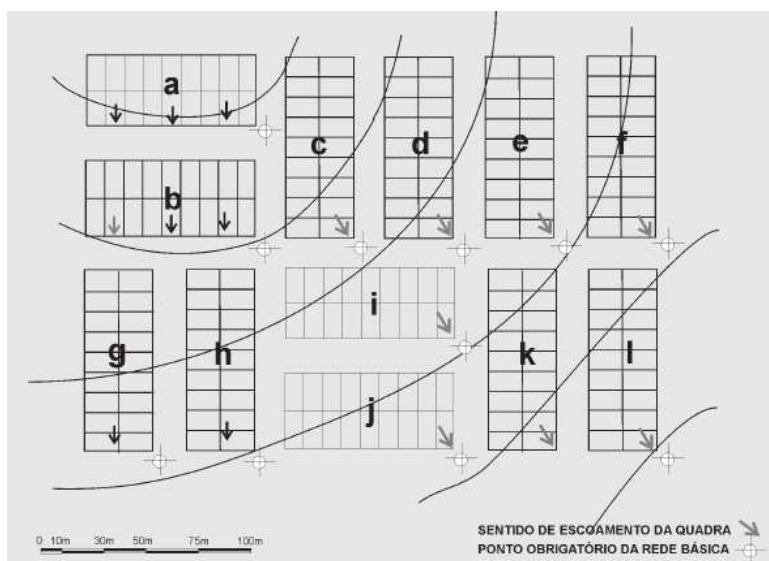 a
c
d
e
f
b
i
g
h
k
l
j
0 10m 30m 50m 75m 100m
SENTIDO DE ESCOAMENTO DA QUADRA
PONTO OBRIGATÓRIO DA REDE BÁSICA